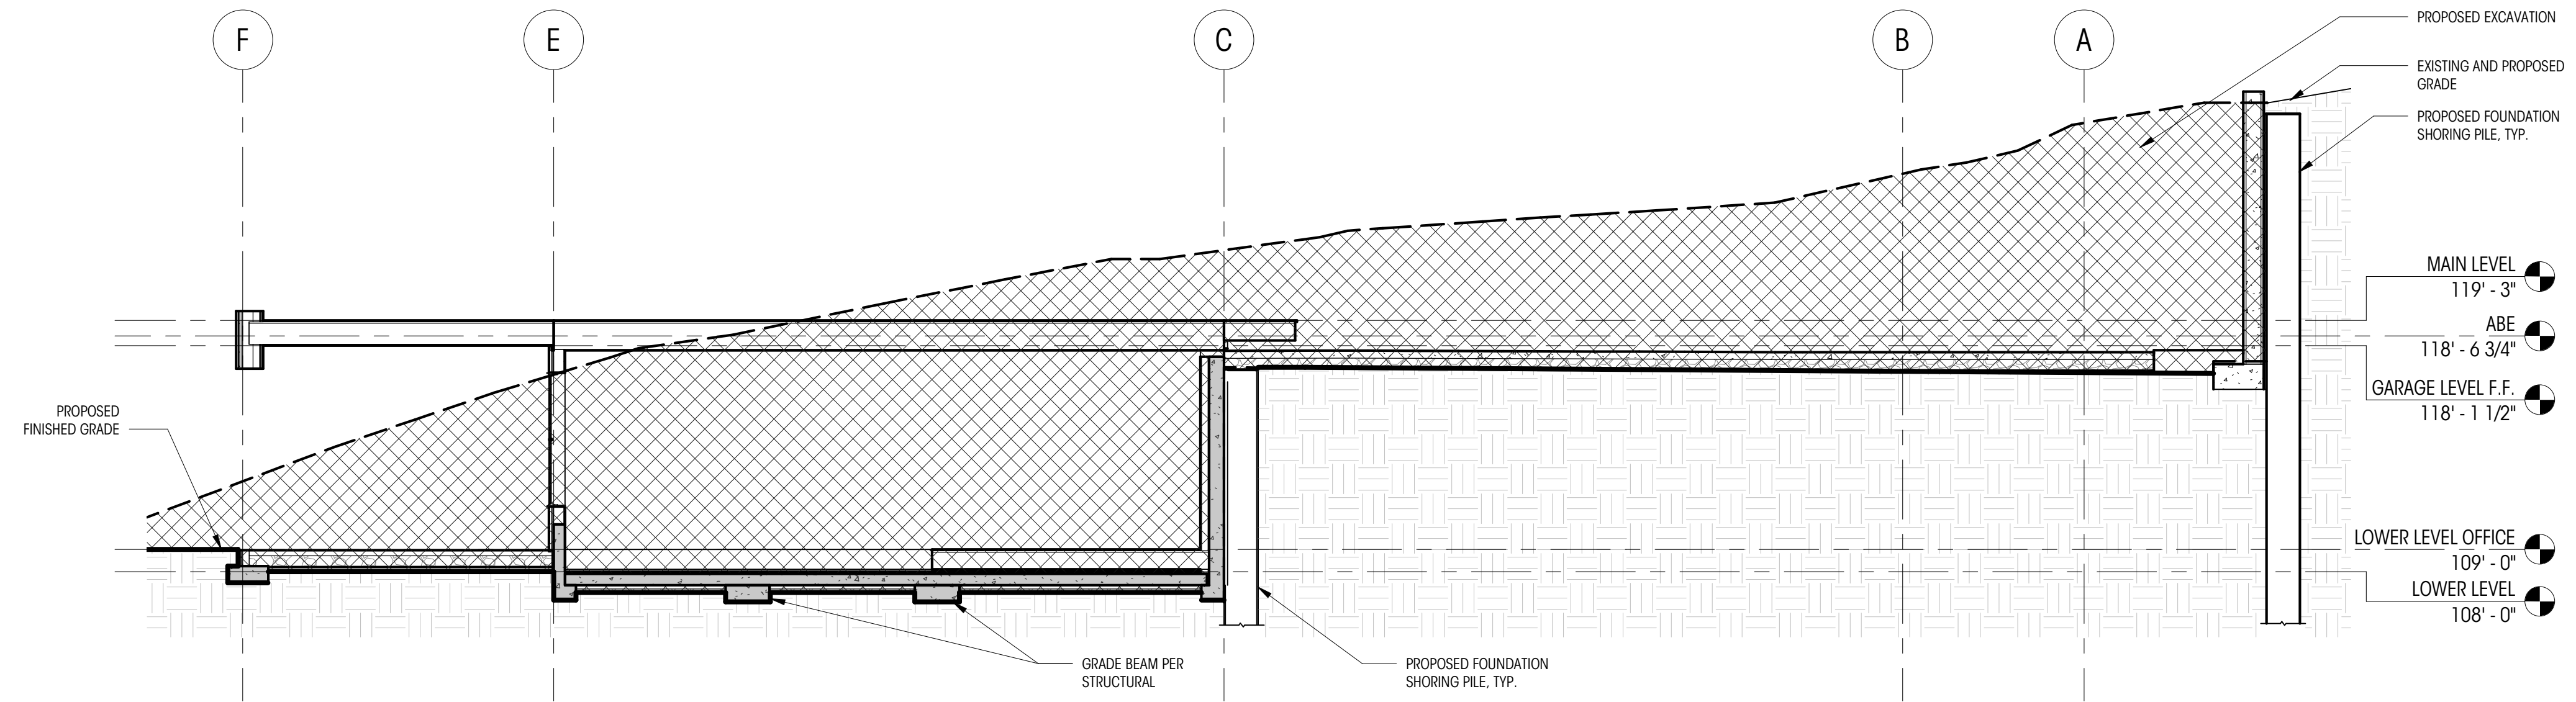 F
E
C
B
A
PROPOSED EXCAVATION
EXISTING AND PROPOSED
GRADE
PROPOSED FOUNDATION
SHORING PILE, TYP.
MAIN LEVEL
119' - 3"
ABE
118' - 6 3/4"
GARAGE LEVEL F.F.
118' - 1 1/2"
PROPOSED
FINISHED GRADE
LOWER LEVEL OFFICE
109' - 0"
LOWER LEVEL
108' - 0"
GRADE BEAM PER
STRUCTURAL
PROPOSED FOUNDATION
SHORING PILE, TYP.